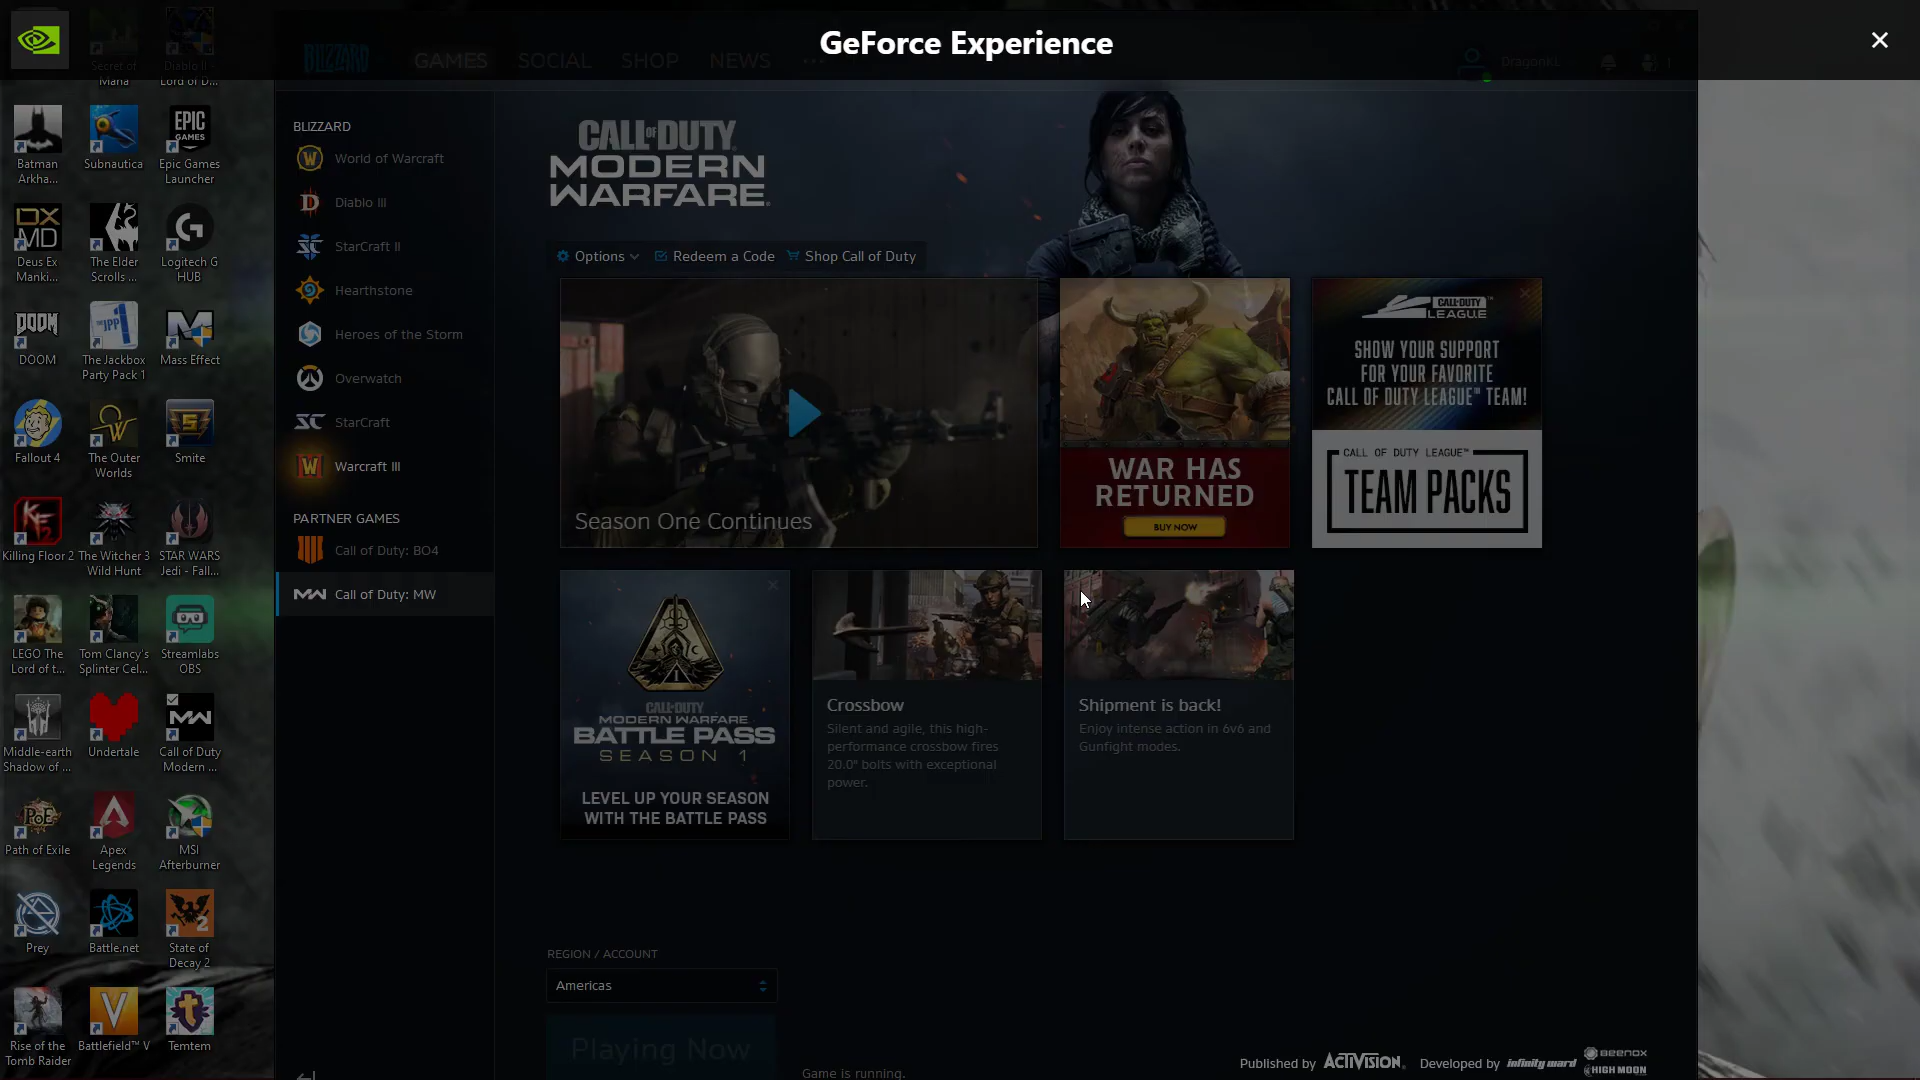 GeForce Experience
BLIZZARD
GAMES
SOCIAL
SHOP
NEWS
1
Secret of
Mana
Diablo II -
Lord of D...
Batman
Arkha...
Subnautica
EPIC
GAMES
Epic Games
Launcher
DX
MD
Deus Ex
Manki...
The Elder
Scrolls ...
Logitech G
HUB
DOOM
DOOM
The Jackbox
Party Pack 1
Mass Effect
Fallout 4
The Outer
Worlds
Smite
KF2
Killing Floor 2
The Witcher 3
Wild Hunt
STAR WARS
Jedi - Fall...
LEGO The
Lord of t...
Tom Clancy's
Splinter Cel...
Streamlabs
OBS
Middle-earth
Shadow of ...
Undertale
Call of Duty
Modern ...
PoE
Path of Exile
Apex
Legends
MSI
Afterburner
Prey
Battle.net
2
State of
Decay 2
Rise of the
Tomb Raider
V
Battlefield™ V
Temtem
BLIZZARD
World of Warcraft
Diablo III
StarCraft II
Hearthstone
Heroes of the Storm
Overwatch
StarCraft
Warcraft III
PARTNER GAMES
Call of Duty: BO4
Call of Duty: MW
CALL OF DUTY
MODERN
WARFARE.
Options
Redeem a Code
Shop Call of Duty
Season One Continues
WAR HAS
RETURNED
BUY NOW
CALL OF DUTY
LEAGUE™
SHOW YOUR SUPPORT
FOR YOUR FAVORITE
CALL OF DUTY LEAGUE™ TEAM!
CALL OF DUTY LEAGUE™
TEAM PACKS
CALL OF DUTY
MODERN WARFARE
BATTLE PASS
SEASON 1
LEVEL UP YOUR SEASON
WITH THE BATTLE PASS
Crossbow
Silent and agile, this high-
performance crossbow fires
20.0" bolts with exceptional
power.
Shipment is back!
Enjoy intense action in 6v6 and
Gunfight modes.
REGION / ACCOUNT
Americas
Playing Now
Game is running.
Published by ACTIVISION.
Developed by infinity ward
BEENOX
HIGH MOON